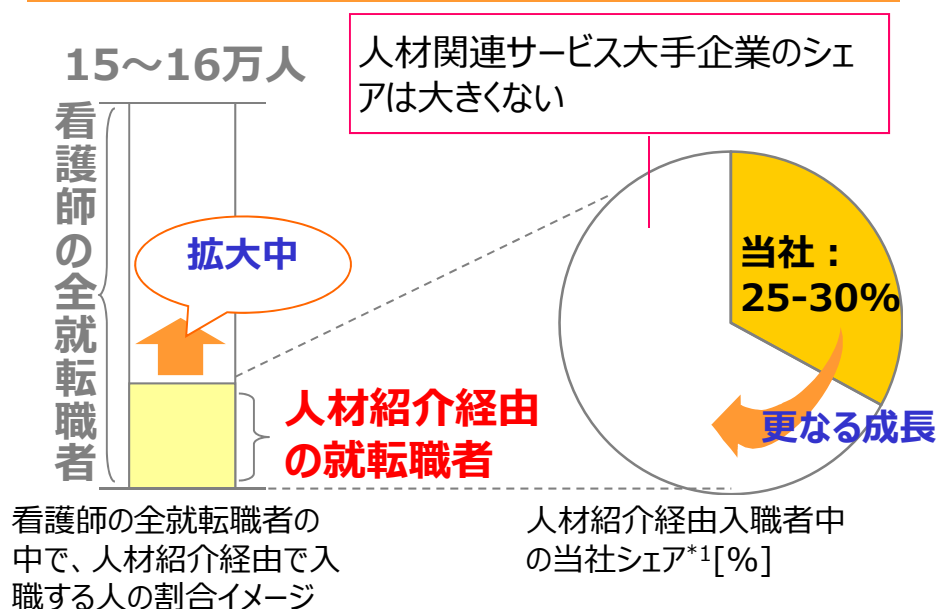 15～16万人
人材関連サービス大手企業のシェ
アは大きくない
看護師の全就転職者
拡大中
当社：
25-30%
人材紹介経由
の就転職者
更なる成長
看護師の全就転職者の
中で、人材紹介経由で入
職する人の割合イメージ
人材紹介経由入職者中
の当社シェア*1[%]